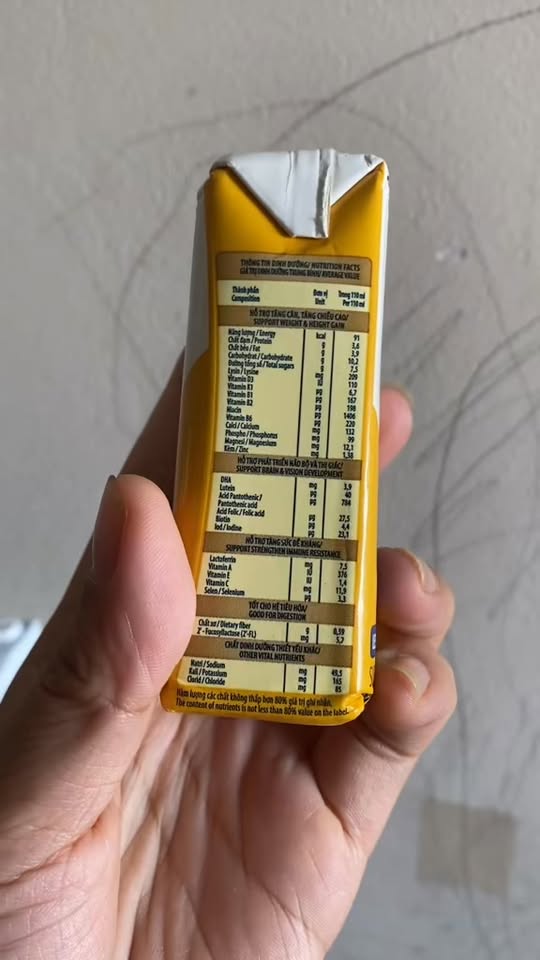 THÔNG TIN DINH DƯỠNG/ NUTRITION FACTS
GIÁ TRỊ DINH DƯỠNG TRUNG BÌNH/ AVERAGE VALUE
Thành phần Đơn vị Trong 110 ml
Composition Unit Per 110 ml
HỖ TRỢ TĂNG CÂN, TĂNG CHIỀU CAO/
SUPPORT WEIGHT & HEIGHT GAIN
Năng lượng / Energy kcal 91
Chất đạm / Protein g 3,6
Chất béo / Fat g 3,9
Carbohydrat / Carbohydrate g 10,2
Đường tổng số / Total sugars g 7,5
Lysin / Lysine mg 209
Vitamin D3 IU 110
Vitamin K1 µg 6,7
Vitamin B1 µg 167
Vitamin B2 µg 198
Niacin µg 1406
Vitamin B6 µg 220
Calci / Calcium mg 132
Phospho / Phosphorus mg 99
Magnesi / Magnesium mg 12,1
Kẽm / Zinc mg 1,38
HỖ TRỢ PHÁT TRIỂN NÃO BỘ VÀ THỊ GIÁC/
SUPPORT BRAIN & VISION DEVELOPMENT
DHA mg 3,9
Lutein µg 40
Acid Pantothenic / µg 784
Pantothenic acid
Acid Folic / Folic acid µg 27,5
Biotin µg 4,4
Iod / Iodine µg 23,1
HỖ TRỢ TĂNG SỨC ĐỀ KHÁNG/
SUPPORT STRENGTHEN IMMUNE RESISTANCE
Lactoferrin mg 7,5
Vitamin A IU 376
Vitamin E IU 1,4
Vitamin C mg 11,9
Selen / Selenium µg 3,3
TỐT CHO HỆ TIÊU HÓA/
GOOD FOR DIGESTION
Chất xơ / Dietary fiber g 0,59
2'-Fucosyllactose (2'-FL) mg 5,2
CHẤT DINH DƯỠNG THIẾT YẾU KHÁC/
OTHER VITAL NUTRIENTS
Natri / Sodium mg 49,5
Kali / Potassium mg 165
Clorid / Chloride mg 85
Hàm lượng các chất không thấp hơn 80% giá trị ghi nhãn.
The content of nutrients is not less than 80% value on the label.